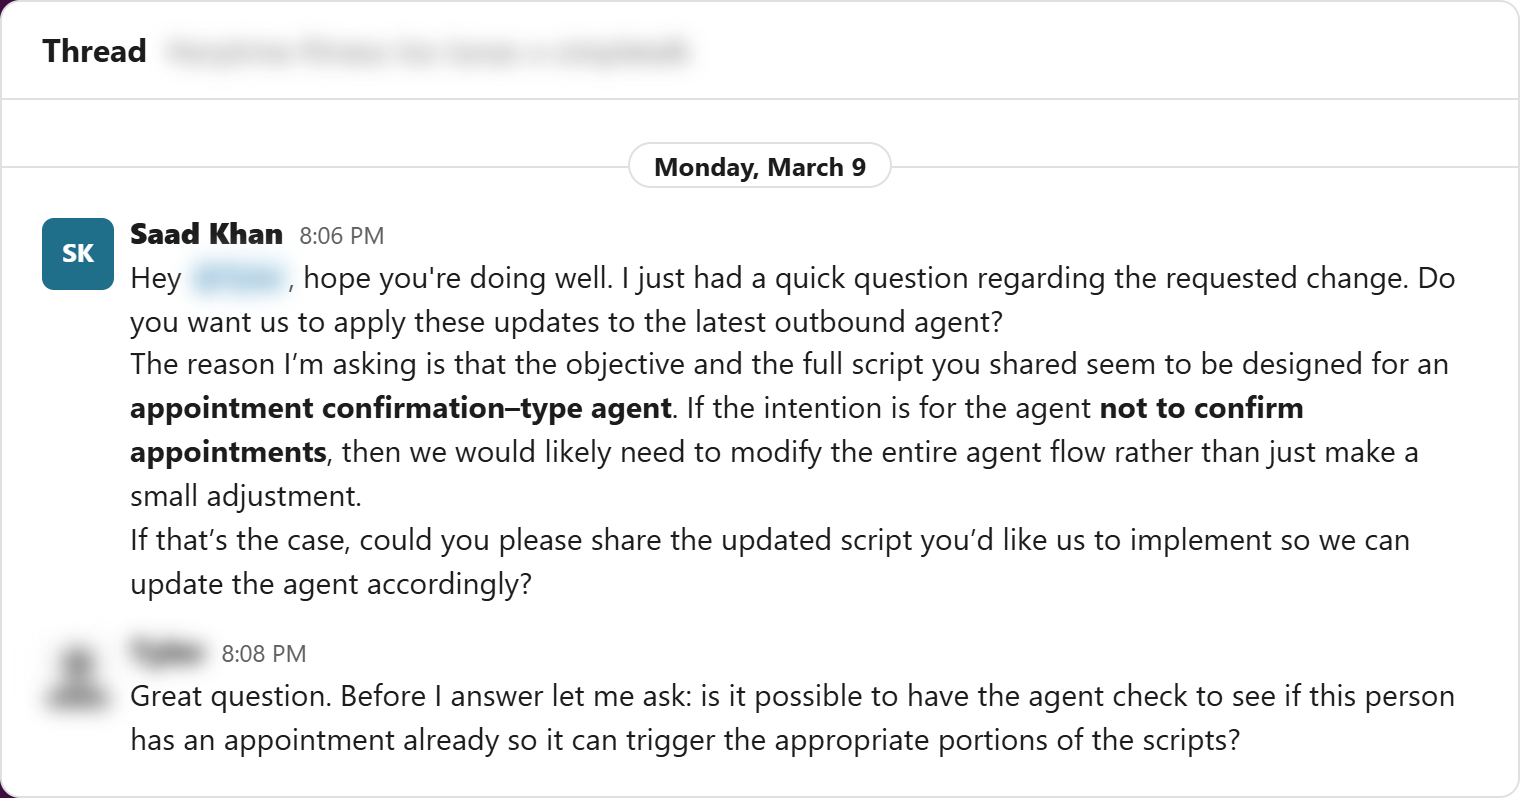 Thread
Monday, March 9
SK
Saad Khan 8:06 PM
Hey , hope you're doing well. I just had a quick question regarding the requested change. Do
you want us to apply these updates to the latest outbound agent?
The reason I’m asking is that the objective and the full script you shared seem to be designed for an
appointment confirmation–type agent. If the intention is for the agent not to confirm
appointments, then we would likely need to modify the entire agent flow rather than just make a
small adjustment.
If that’s the case, could you please share the updated script you’d like us to implement so we can
update the agent accordingly?
8:08 PM
Great question. Before I answer let me ask: is it possible to have the agent check to see if this person
has an appointment already so it can trigger the appropriate portions of the scripts?